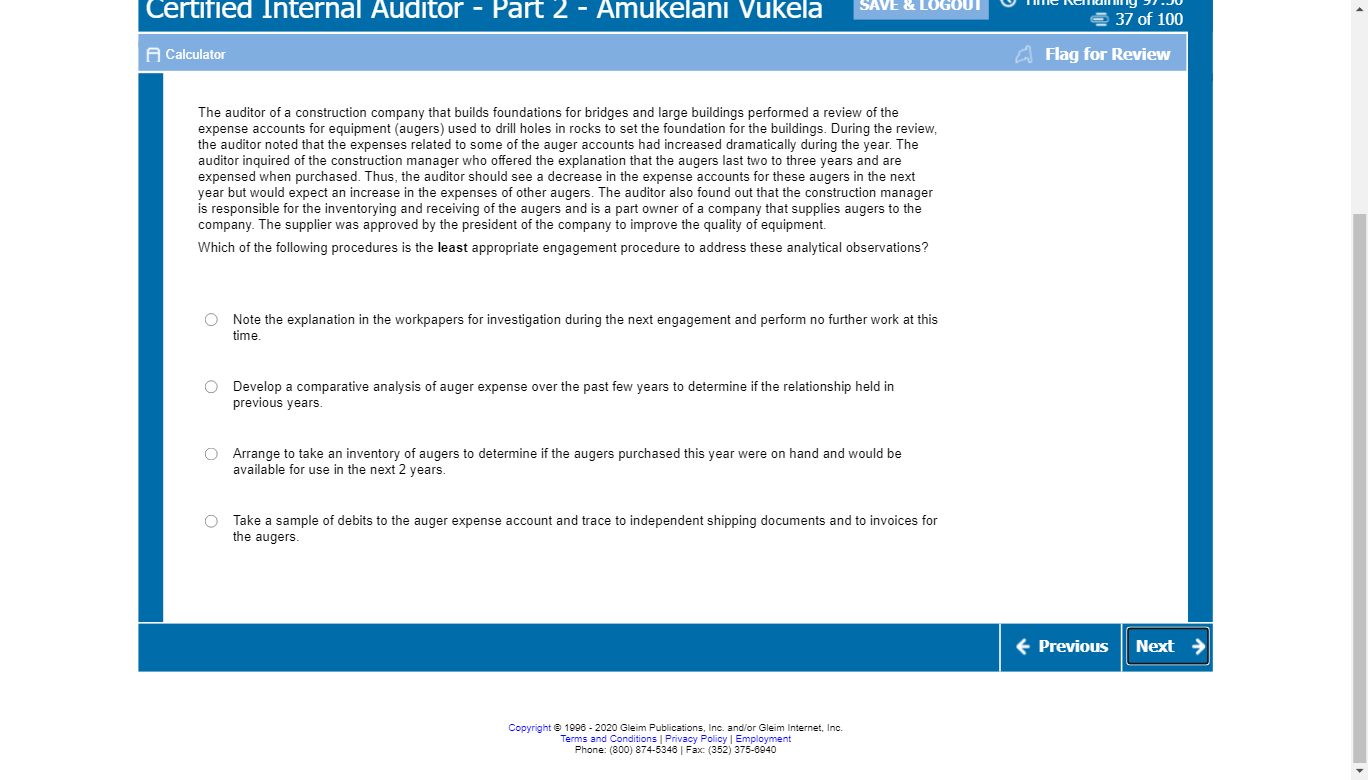 Certified Internal Auditor - Part 2 - Amukelani Vukela
SAVE & LOGOUT
Time Remaining
37 of 100
Calculator
Flag for Review
The auditor of a construction company that builds foundations for bridges and large buildings performed a review of the
expense accounts for equipment (augers) used to drill holes in rocks to set the foundation for the buildings. During the review,
the auditor noted that the expenses related to some of the auger accounts had increased dramatically during the year. The
auditor inquired of the construction manager who offered the explanation that the augers last two to three years and are
expensed when purchased. Thus, the auditor should see a decrease in the expense accounts for these augers in the next
year but would expect an increase in the expenses of other augers. The auditor also found out that the construction manager
is responsible for the inventorying and receiving of the augers and is a part owner of a company that supplies augers to the
company. The supplier was approved by the president of the company to improve the quality of equipment.
Which of the following procedures is the least appropriate engagement procedure to address these analytical observations?
Note the explanation in the workpapers for investigation during the next engagement and perform no further work at this
time.
Develop a comparative analysis of auger expense over the past few years to determine if the relationship held in
previous years.
Arrange to take an inventory of augers to determine if the augers purchased this year were on hand and would be
available for use in the next 2 years.
Take a sample of debits to the auger expense account and trace to independent shipping documents and to invoices for
the augers.
Previous
Next
Copyright © 1996 - 2020 Gleim Publications, Inc. and/or Gleim Internet, Inc.
Terms and Conditions | Privacy Policy | Employment
Phone: (800) 874-5346 | Fax: (352) 375-6940